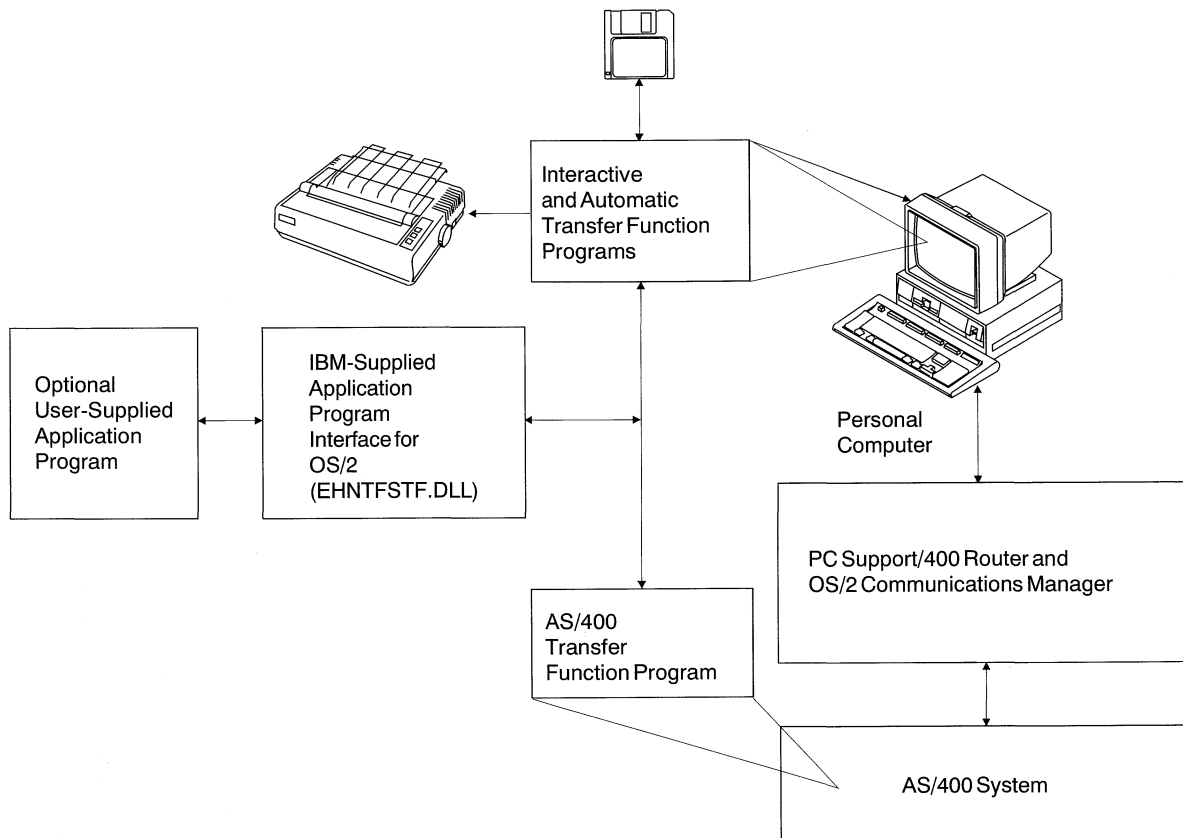 Interactive
and Automatic
Transfer Function
Programs
Optional
User-Supplied
Application
Program
IBM-Supplied
Application
Program
Interface for
OS/2
(EHNTFSTF.DLL)
Personal
Computer
PC Support/400 Router and
OS/2 Communications Manager
AS/400
Transfer
Function Program
AS/400 System